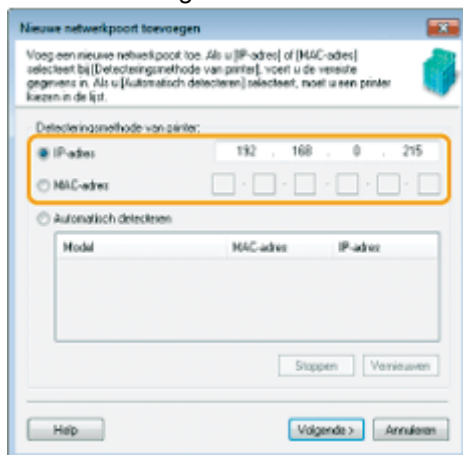 Nieuwe netwerkpoort toevoegen
Voeg een nieuwe netwerkpoort toe. Als u [IP-adres] of [MAC-adres]
selecteert bij [Detecteringsmethode van printer], voert u de vereiste
gegevens in. Als u [Automatisch detecteren] selecteert, moet u een printer
kiezen in de lijst.
Detecteringsmethode van printer:
IP-adres 192 . 168 . 0 . 215
MAC-adres - - - - -
Automatisch detecteren
Model MAC-adres IP-adres
Stoppen Vernieuwen
Help Volgende > Annuleren